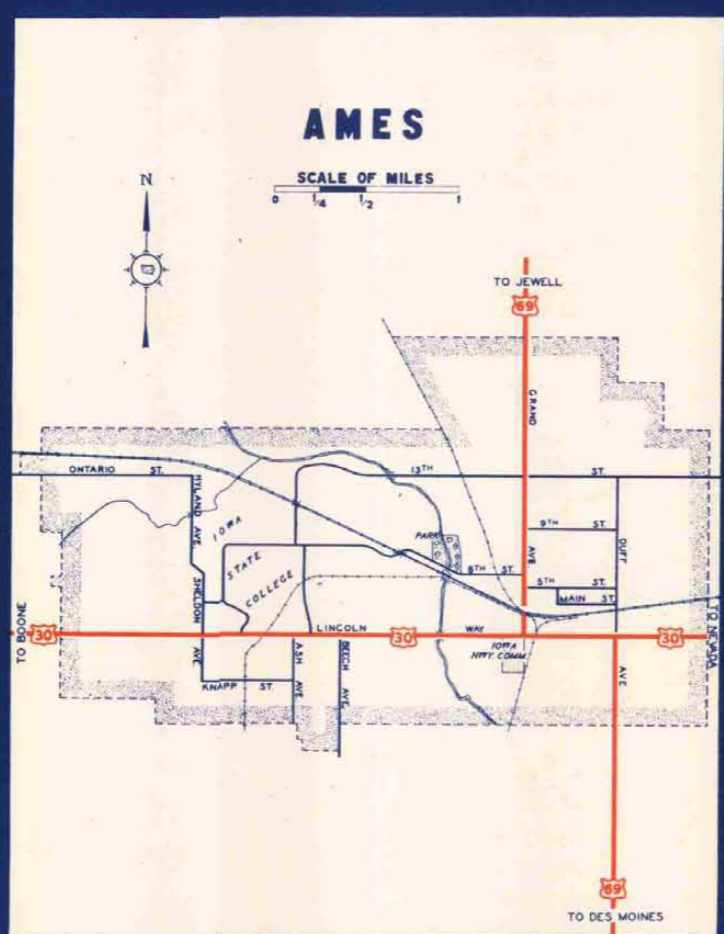 AMES
SCALE OF MILES
0 1/4 1/2 1
N
TO JEWELL
69
GRAND
AVE
ONTARIO ST.
13TH ST.
HYLAND AVE.
IOWA
STATE
COLLEGE
PARK
9TH ST.
DUFF
AVE
6TH ST.
5TH ST.
MAIN ST.
SHELDON AVE
TO BOONE
30
LINCOLN WAY
30
30
TO NEVADA
IOWA
HWY. COMM.
ASH AVE
BEECH AVE.
KNAPP ST.
69
TO DES MOINES